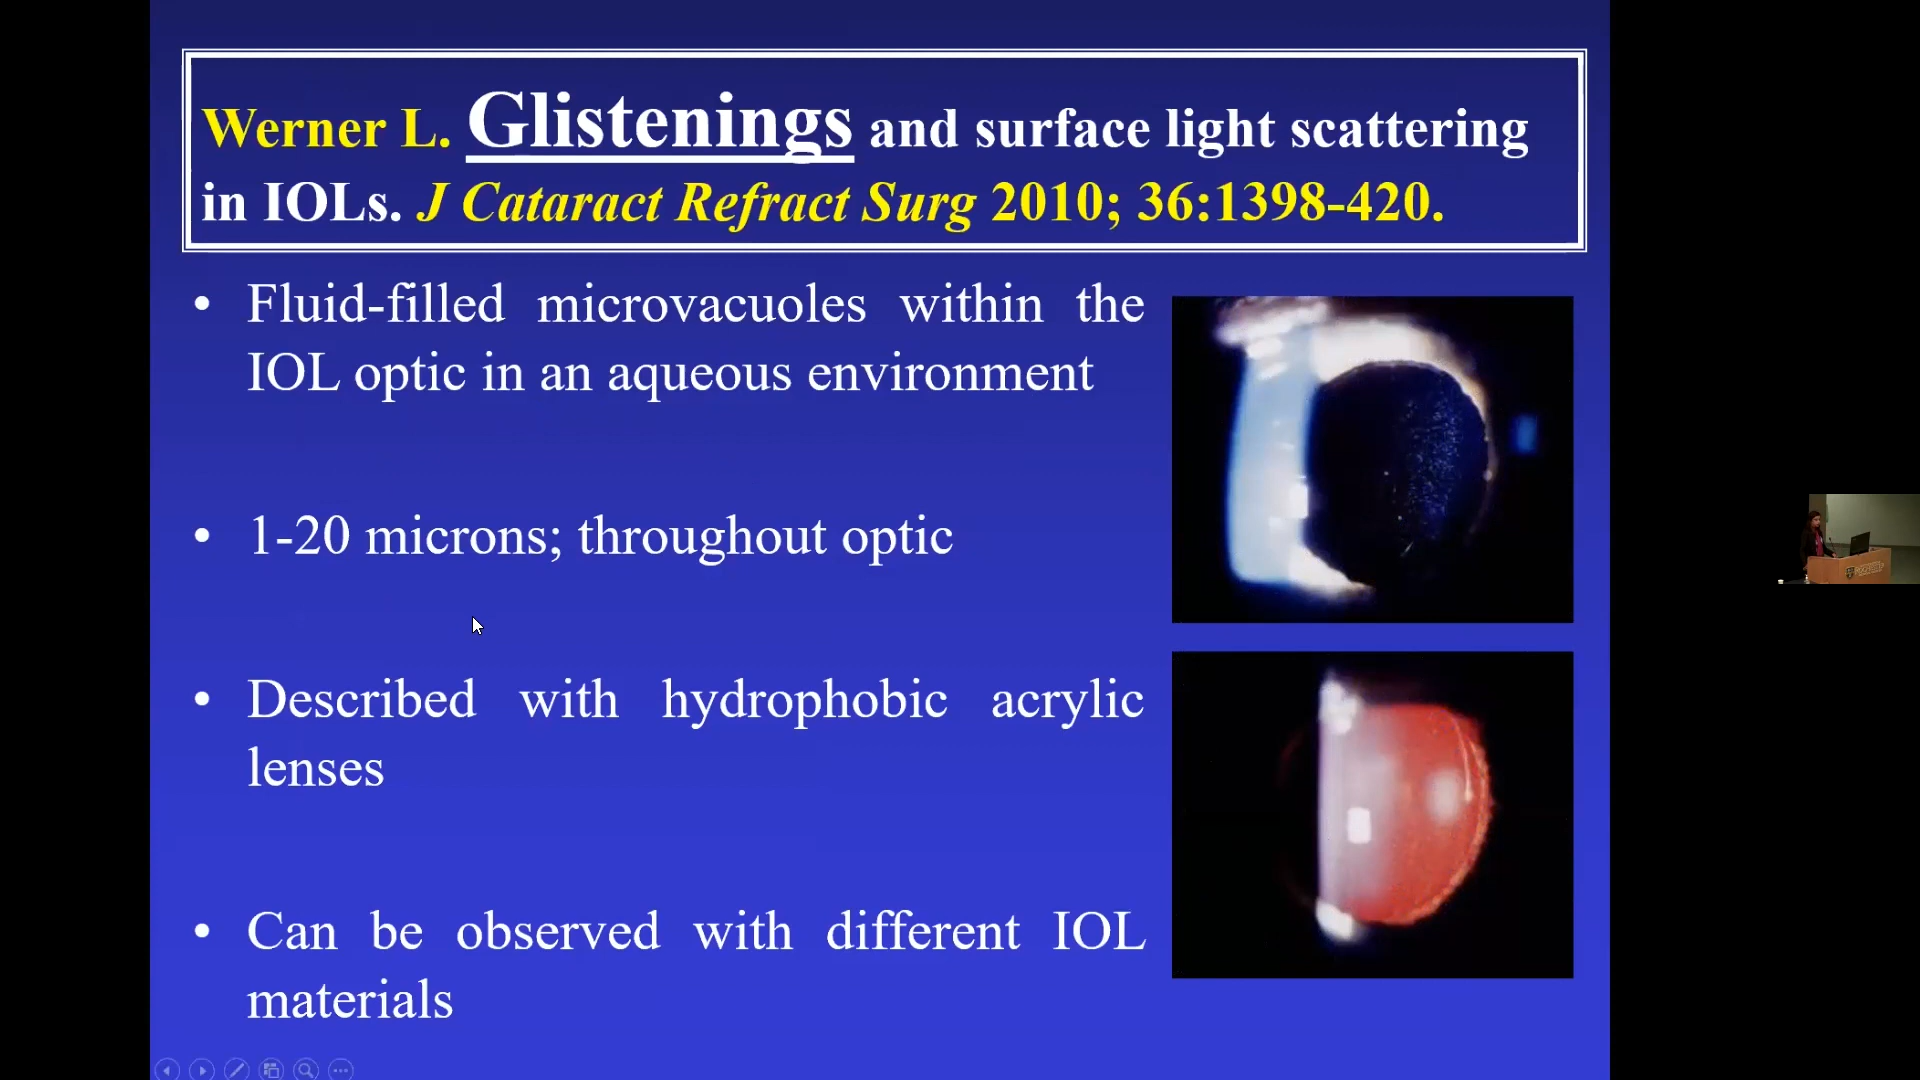 Werner L. Glistenings and surface light scattering
in IOLs. J Cataract Refract Surg 2010; 36:1398-420.
• Fluid-filled microvacuoles within the
IOL optic in an aqueous environment
• 1-20 microns; throughout optic
• Described with hydrophobic acrylic
lenses
• Can be observed with different IOL
materials